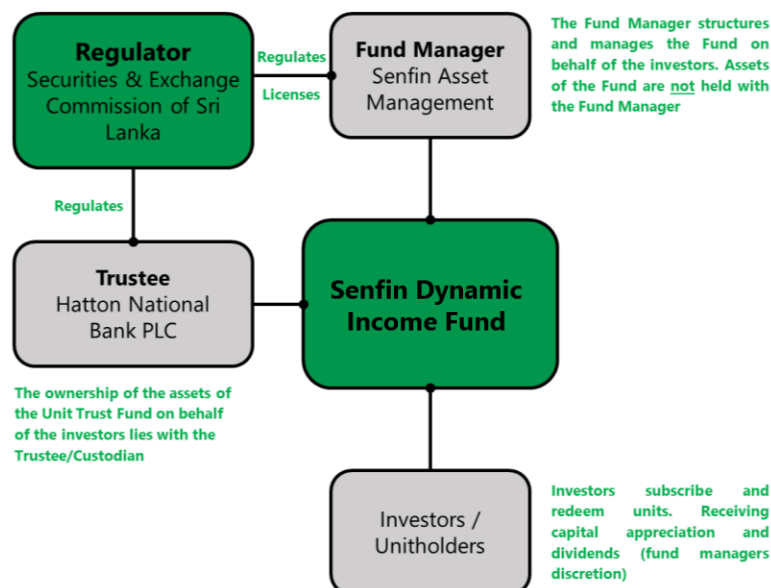 Regulator
Securities & Exchange
Commission of Sri
Lanka
Regulates
Licenses
Fund Manager
Senfin Asset
Management
The Fund Manager structures
and manages the Fund on
behalf of the investors. Assets
of the Fund are not held with
the Fund Manager
Regulates
Trustee
Hatton National
Bank PLC
Senfin Dynamic
Income Fund
The ownership of the assets of
the Unit Trust Fund on behalf
of the investors lies with the
Trustee/Custodian
Investors /
Unitholders
Investors subscribe and
redeem units. Receiving
capital appreciation and
dividends (fund managers
discretion)